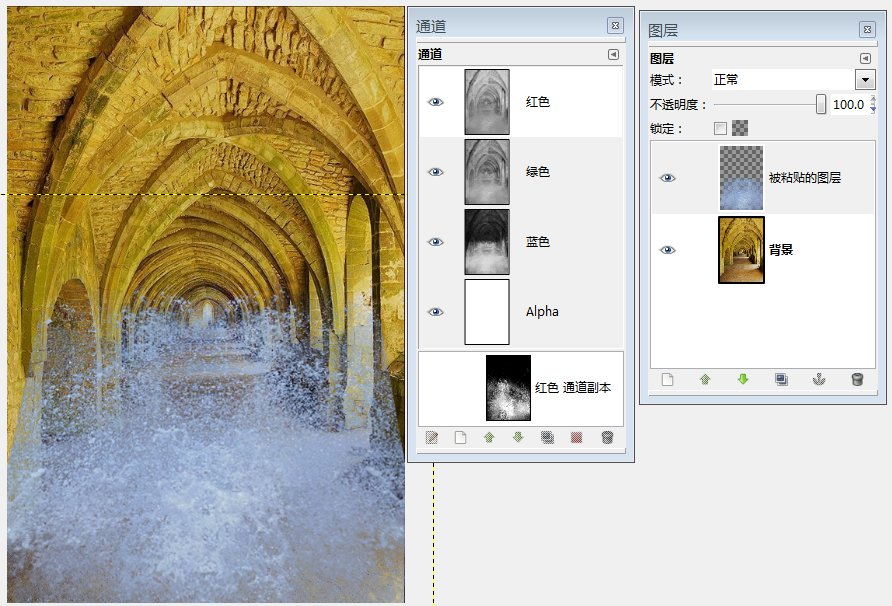 通道
通道
红色
绿色
蓝色
Alpha
红色 通道副本
图层
图层
模式：
正常
不透明度：
100.0
锁定：
被粘贴的图层
背景